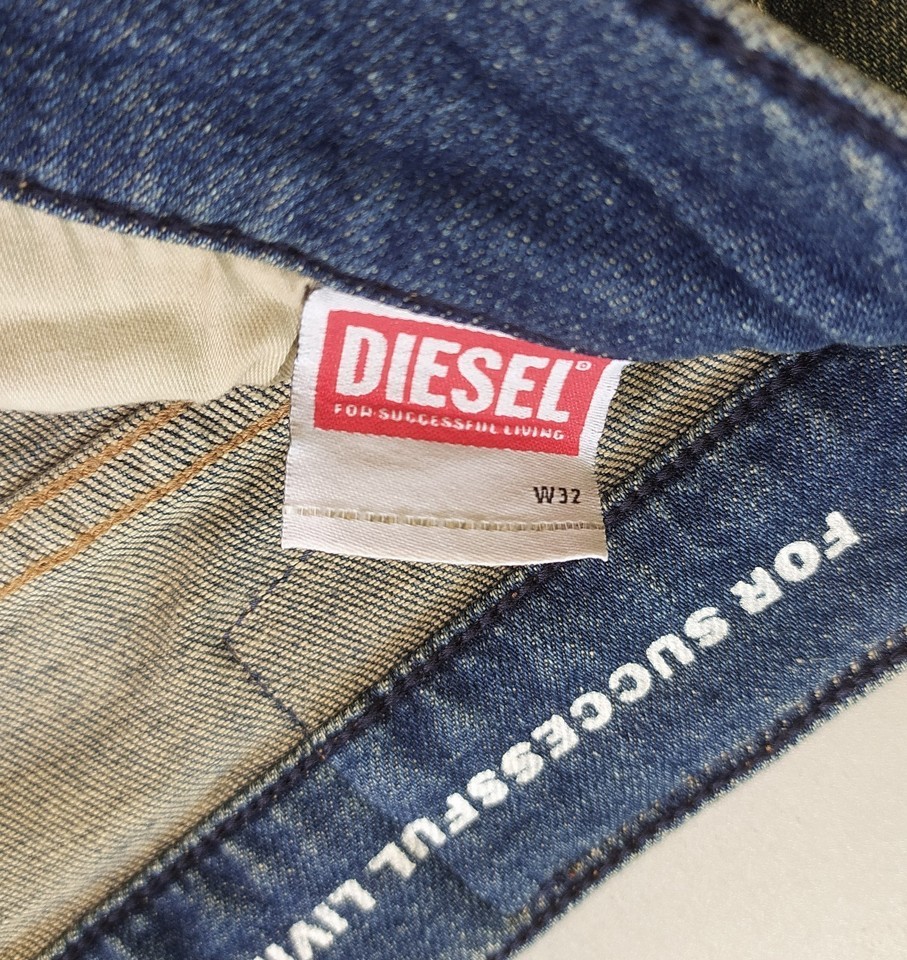 DIESEL®
FOR SUCCESSFUL LIVING
W32
FOR SUCCESSFUL